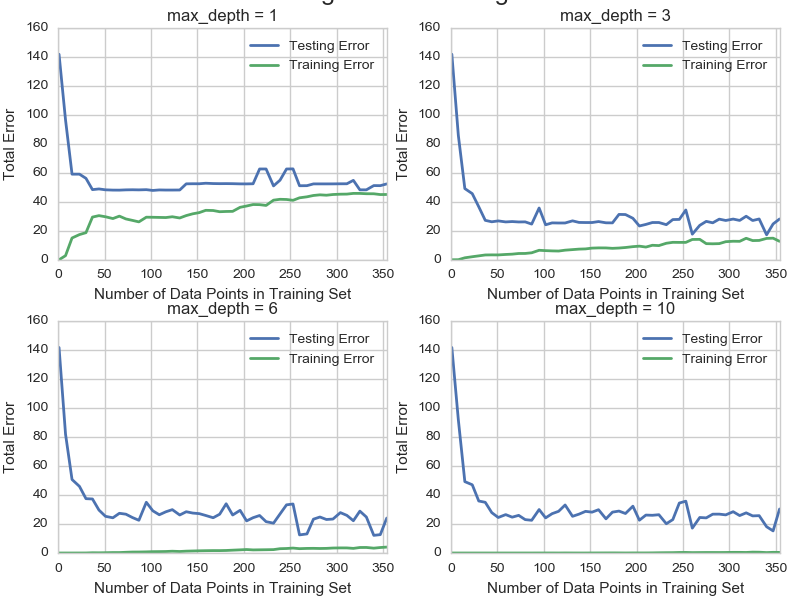 max_depth = 1
160
140
120
100
80
60
40
20
0
Total Error
Testing Error
Training Error
0 50 100 150 200 250 300 350
Number of Data Points in Training Set
max_depth = 3
160
140
120
100
80
60
40
20
0
Total Error
Testing Error
Training Error
0 50 100 150 200 250 300 350
Number of Data Points in Training Set
max_depth = 6
160
140
120
100
80
60
40
20
0
Total Error
Testing Error
Training Error
0 50 100 150 200 250 300 350
Number of Data Points in Training Set
max_depth = 10
160
140
120
100
80
60
40
20
0
Total Error
Testing Error
Training Error
0 50 100 150 200 250 300 350
Number of Data Points in Training Set